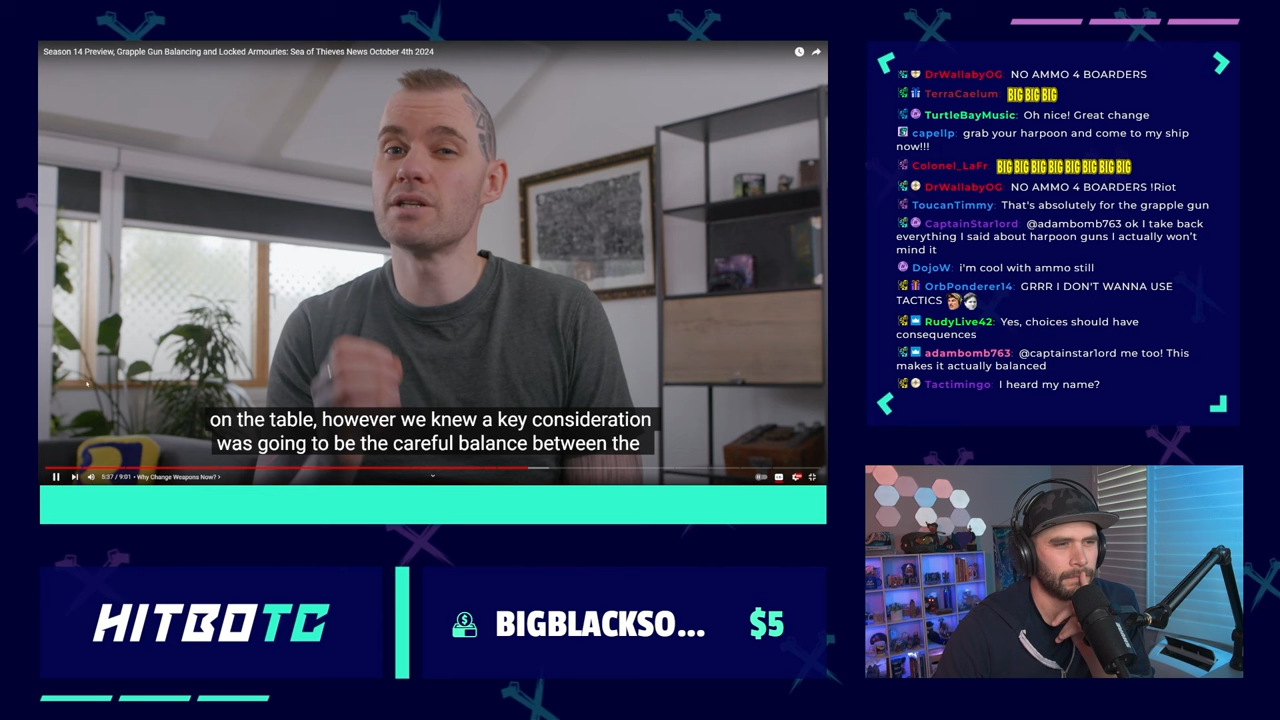 Season 14 Preview, Grapple Gun Balancing and Locked Armouries: Sea of Thieves News October 4th 2024
on the table, however we knew a key consideration
was going to be the careful balance between the
5:37 / 9:01 • Why Change Weapons Now? >
DrWallabyOG: NO AMMO 4 BOARDERS
TerraCaelum: BIG BIG BIG
TurtleBayMusic: Oh nice! Great change
capellp: grab your harpoon and come to my ship
now!!!
Colonel_LaFr: BIG BIG BIG BIG BIG BIG BIG BIG
DrWallabyOG: NO AMMO 4 BOARDERS !Riot
ToucanTimmy: That's absolutely for the grapple gun
CaptainStar1ord: @adambomb763 ok I take back
everything I said about harpoon guns I actually won't
mind it
DojoW: i'm cool with ammo still
OrbPonderer14: GRRR I DON'T WANNA USE
TACTICS
RudyLive42: Yes, choices should have
consequences
adambomb763: @captainstar1ord me too! This
makes it actually balanced
Tactimingo: I heard my name?
HITBOTC
BIGBLACKSO... $5